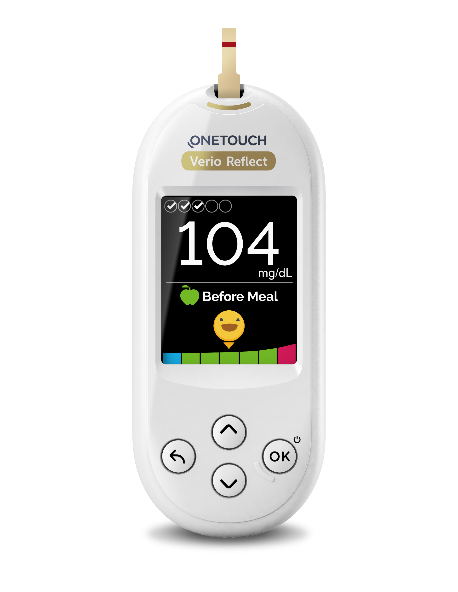 ONETOUCH
Verio Reflect
104
mg/dL
Before Meal
OK